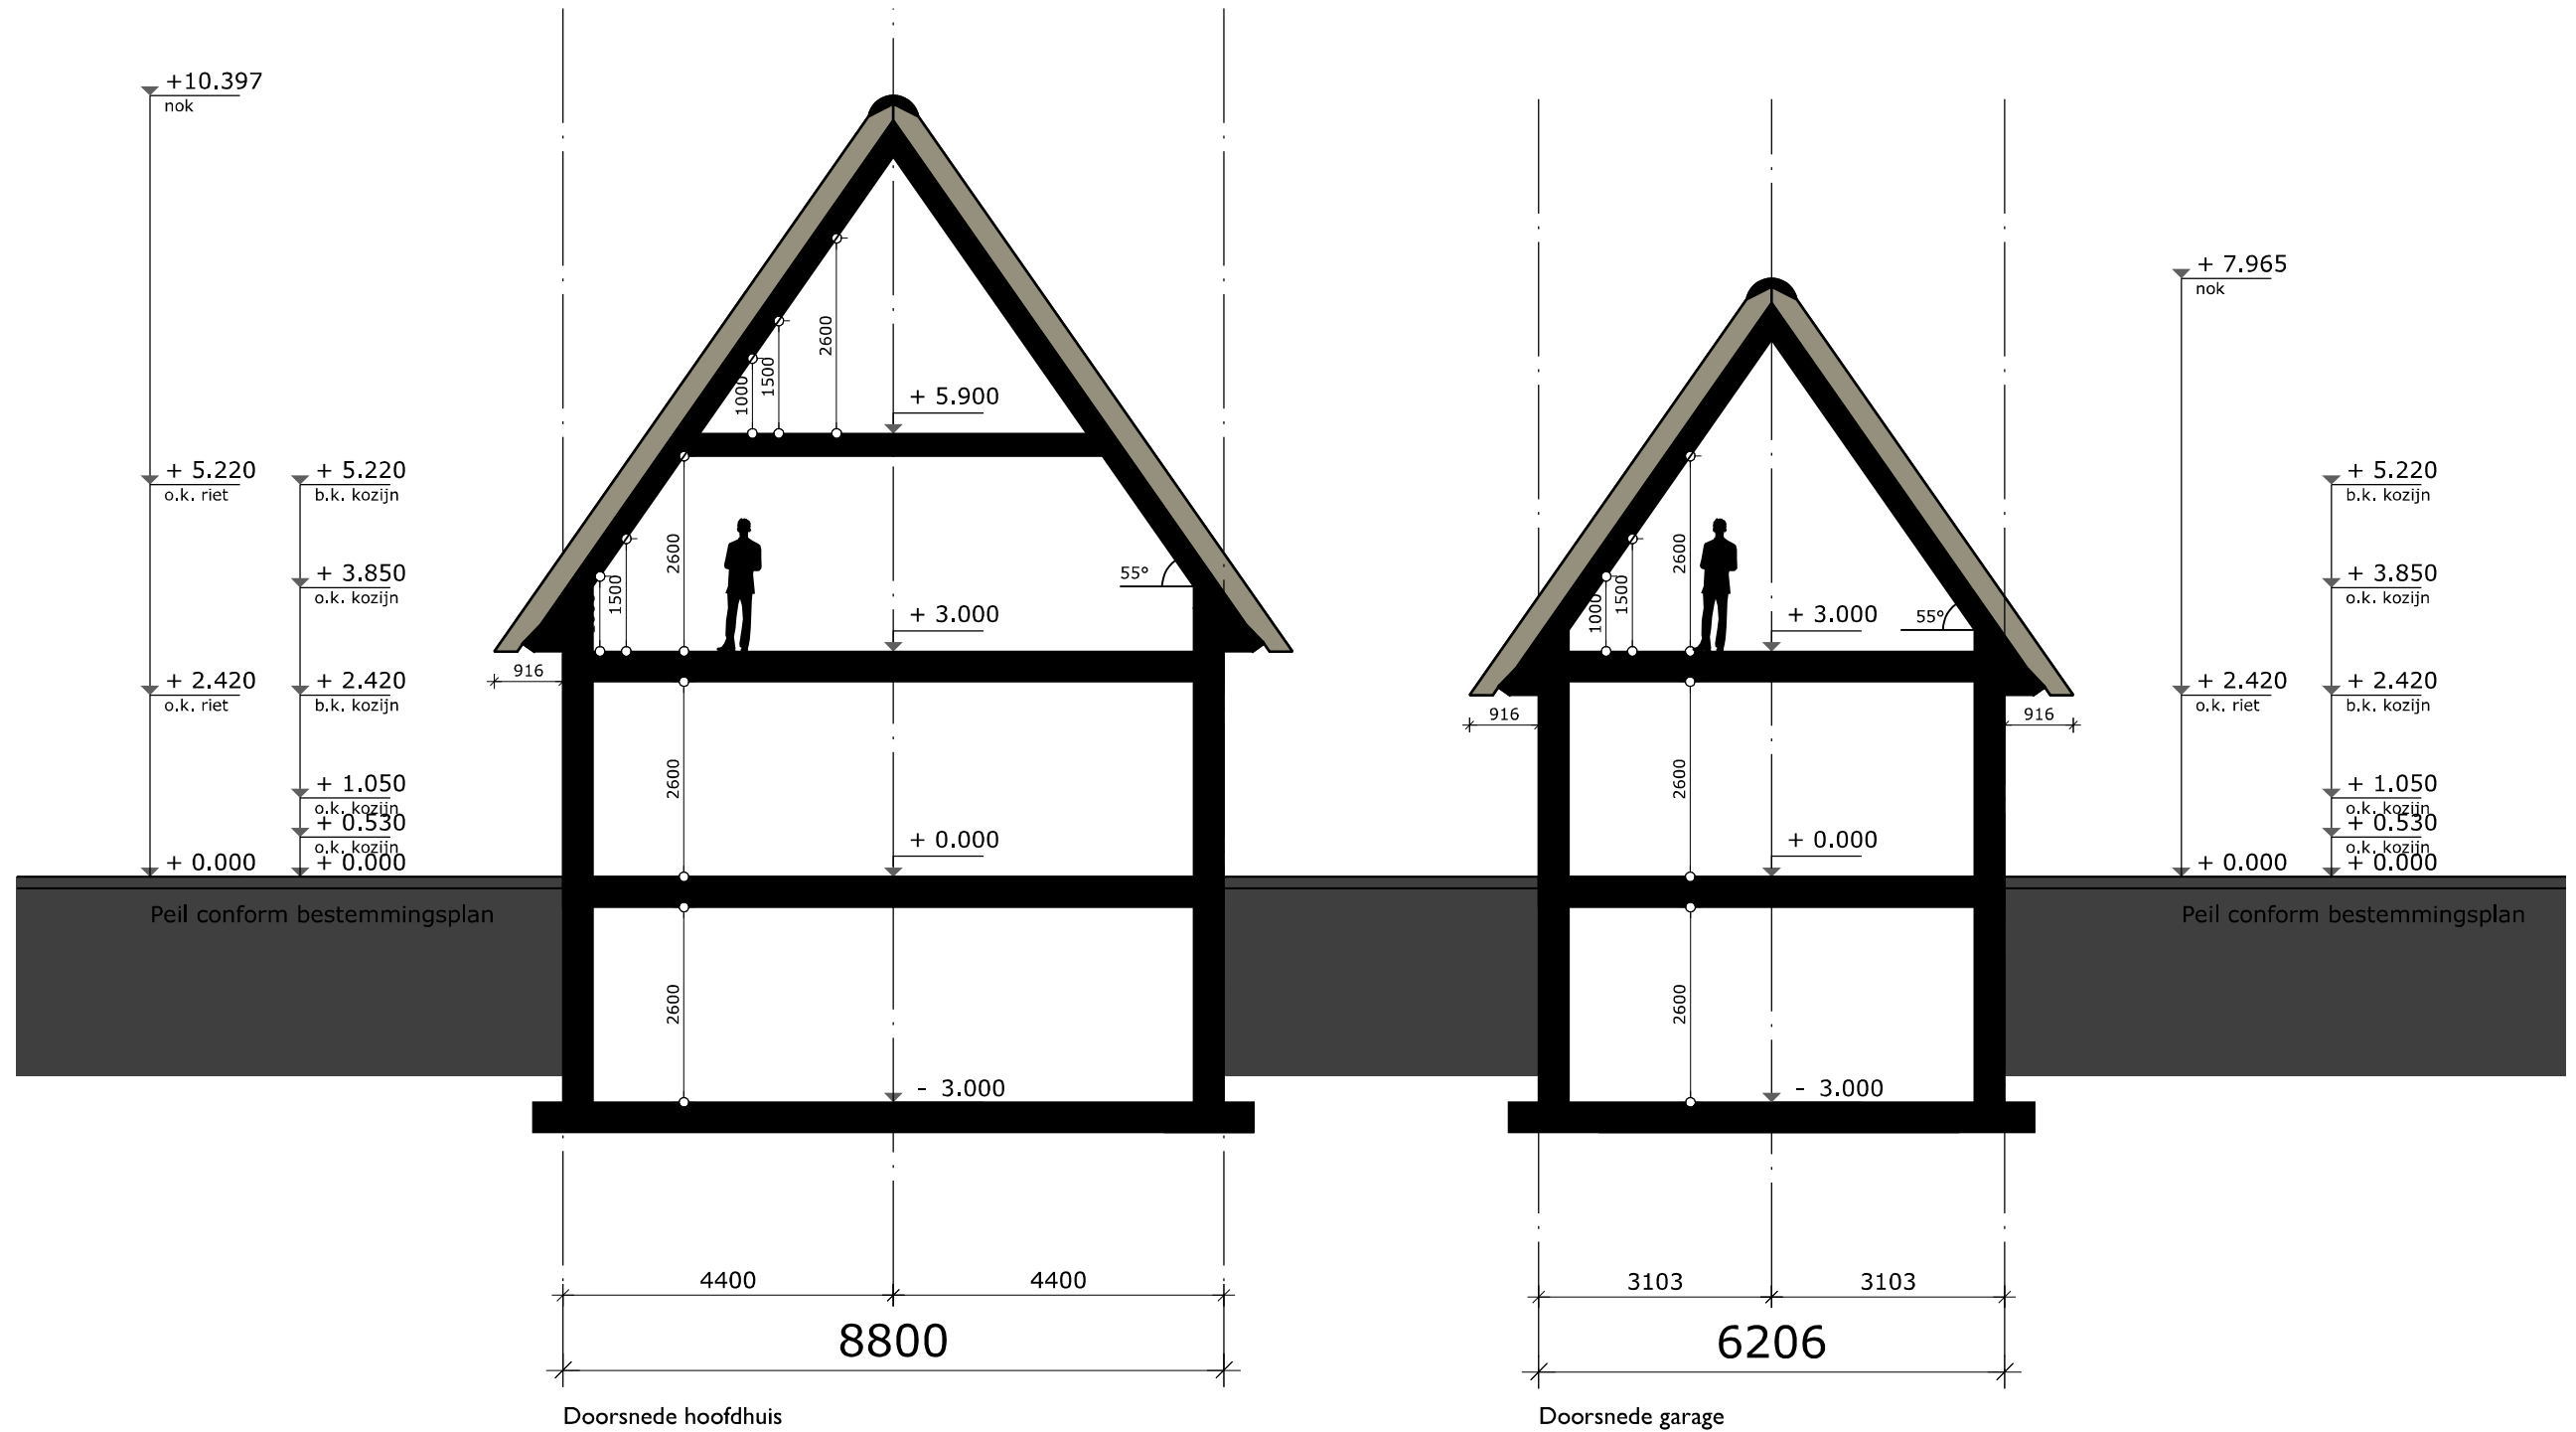 +10.397
nok
+ 5.220
o.k. riet
+ 2.420
o.k. riet
+ 0.000
+ 5.220
b.k. kozijn
+ 3.850
o.k. kozijn
+ 2.420
b.k. kozijn
+ 1.050
o.k. kozijn
+ 0.530
o.k. kozijn
+ 0.000
Peil conform bestemmingsplan
1000
1500
2600
+ 5.900
1500
2600
55°
+ 3.000
916
2600
+ 0.000
2600
- 3.000
4400
4400
8800
Doorsnede hoofdhuis
1000
1500
2600
+ 3.000
55°
916
916
2600
+ 0.000
2600
- 3.000
3103
3103
6206
Doorsnede garage
+ 7.965
nok
+ 2.420
o.k. riet
+ 0.000
+ 5.220
b.k. kozijn
+ 3.850
o.k. kozijn
+ 2.420
b.k. kozijn
+ 1.050
o.k. kozijn
+ 0.530
o.k. kozijn
+ 0.000
Peil conform bestemmingsplan